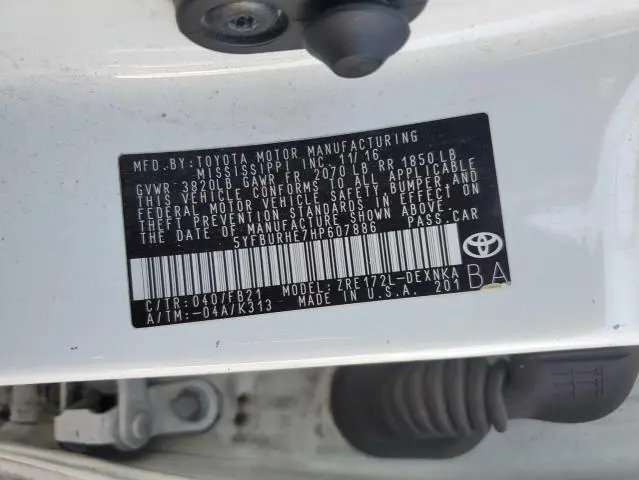 MFD.BY:TOYOTA MOTOR MANUFACTURING
MISSISSIPPI, INC. 11/16
GVWR 3820LB GAWR FR 2070 LB RR 1850 LB
THIS VEHICLE CONFORMS TO ALL APPLICABLE
FEDERAL MOTOR VEHICLE SAFETY BUMPER, AND
THEFT PREVENTION STANDARDS IN EFFECT ON
THE DATE OF MANUFACTURE SHOWN ABOVE.
5YFBURHE7HP607886 PASS.CAR
C/TR: 040/FB21 MODEL: ZRE172L-DEXNKA
A/TM:-04A/K313 MADE IN U.S.A. 201
BA